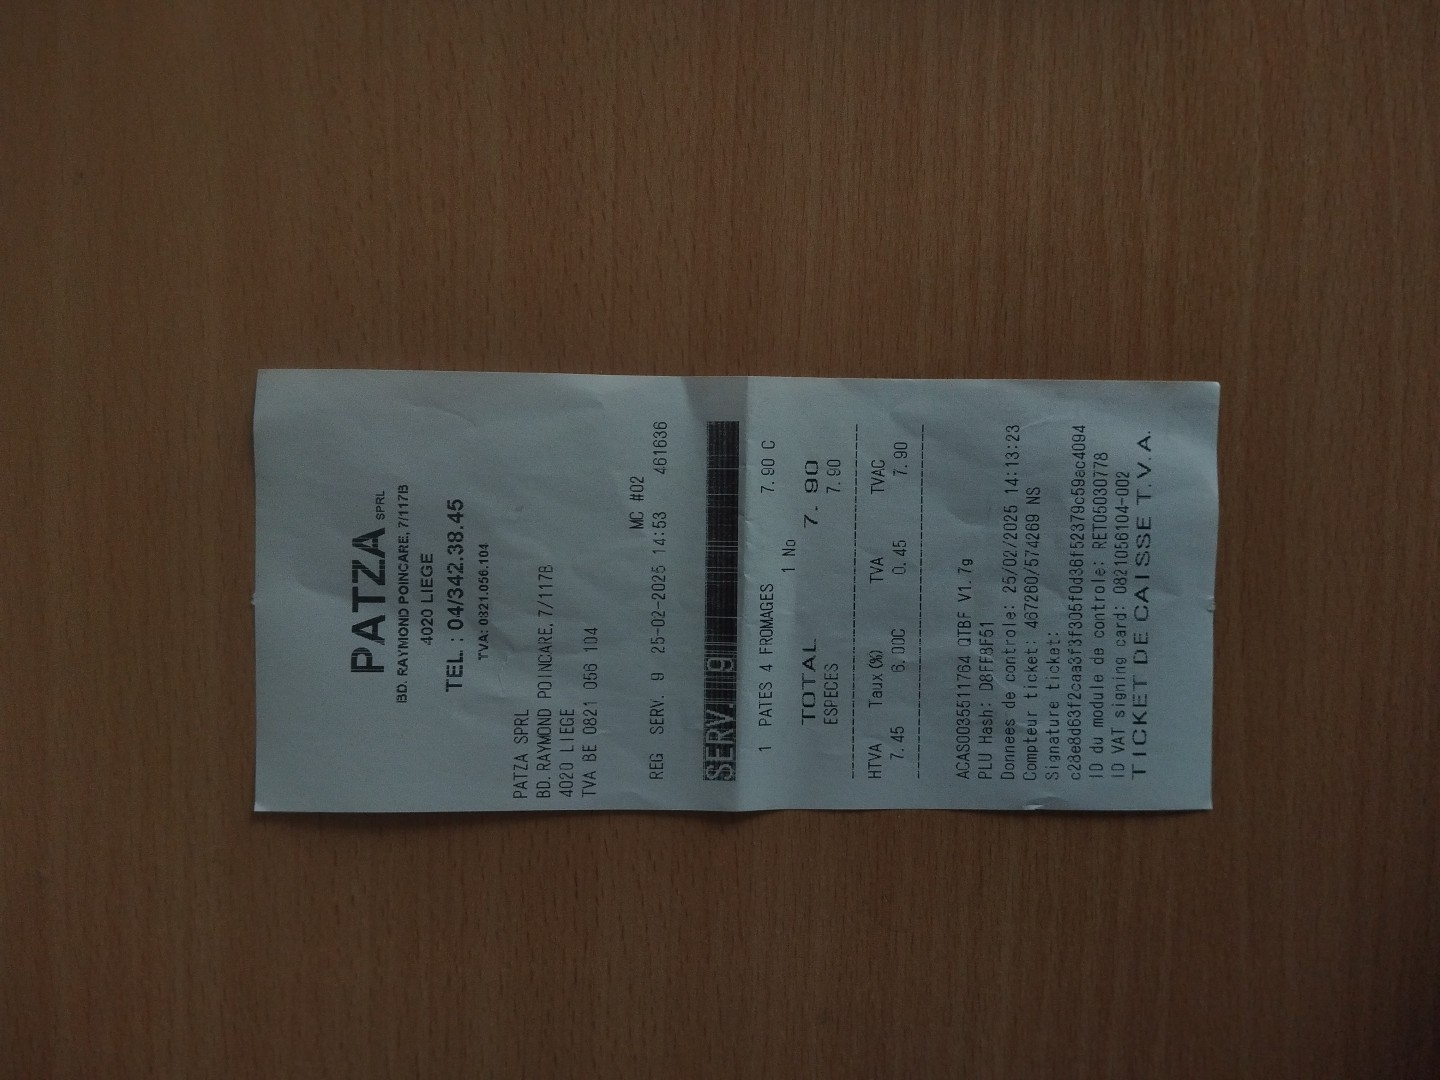 PATZA SPRL
BD. RAYMOND POINCARE, 7/117B
4020 LIEGE
TEL. : 04/342.38.45
TVA: 0821.056.104
PATZA SPRL
BD. RAYMOND POINCARE, 7/117B
4020 LIEGE
TVA BE 0821 056 104
MC #02
REG SERV. 9 25-02-2025 14:53 461636
SERV. 9
1 PATES 4 FROMAGES 7.90 C
1 No
TOTAL 7.90
ESPECES 7.90
HTVA Taux(%) TVA TVAC
7.45 6.00C 0.45 7.90
ACAS0035511764 QTBF V1.7g
PLU Hash: D8FF8F51
Donnees de controle: 25/02/2025 14:13:23
Compteur ticket: 467260/574269 NS
Signature ticket:
c28e8d63f2caa3f3f305f0d36f52379c59ac4094
ID du module de controle: RET05030778
ID VAT signing card: 0821056104-002
TICKET DE CAISSE T.V.A.